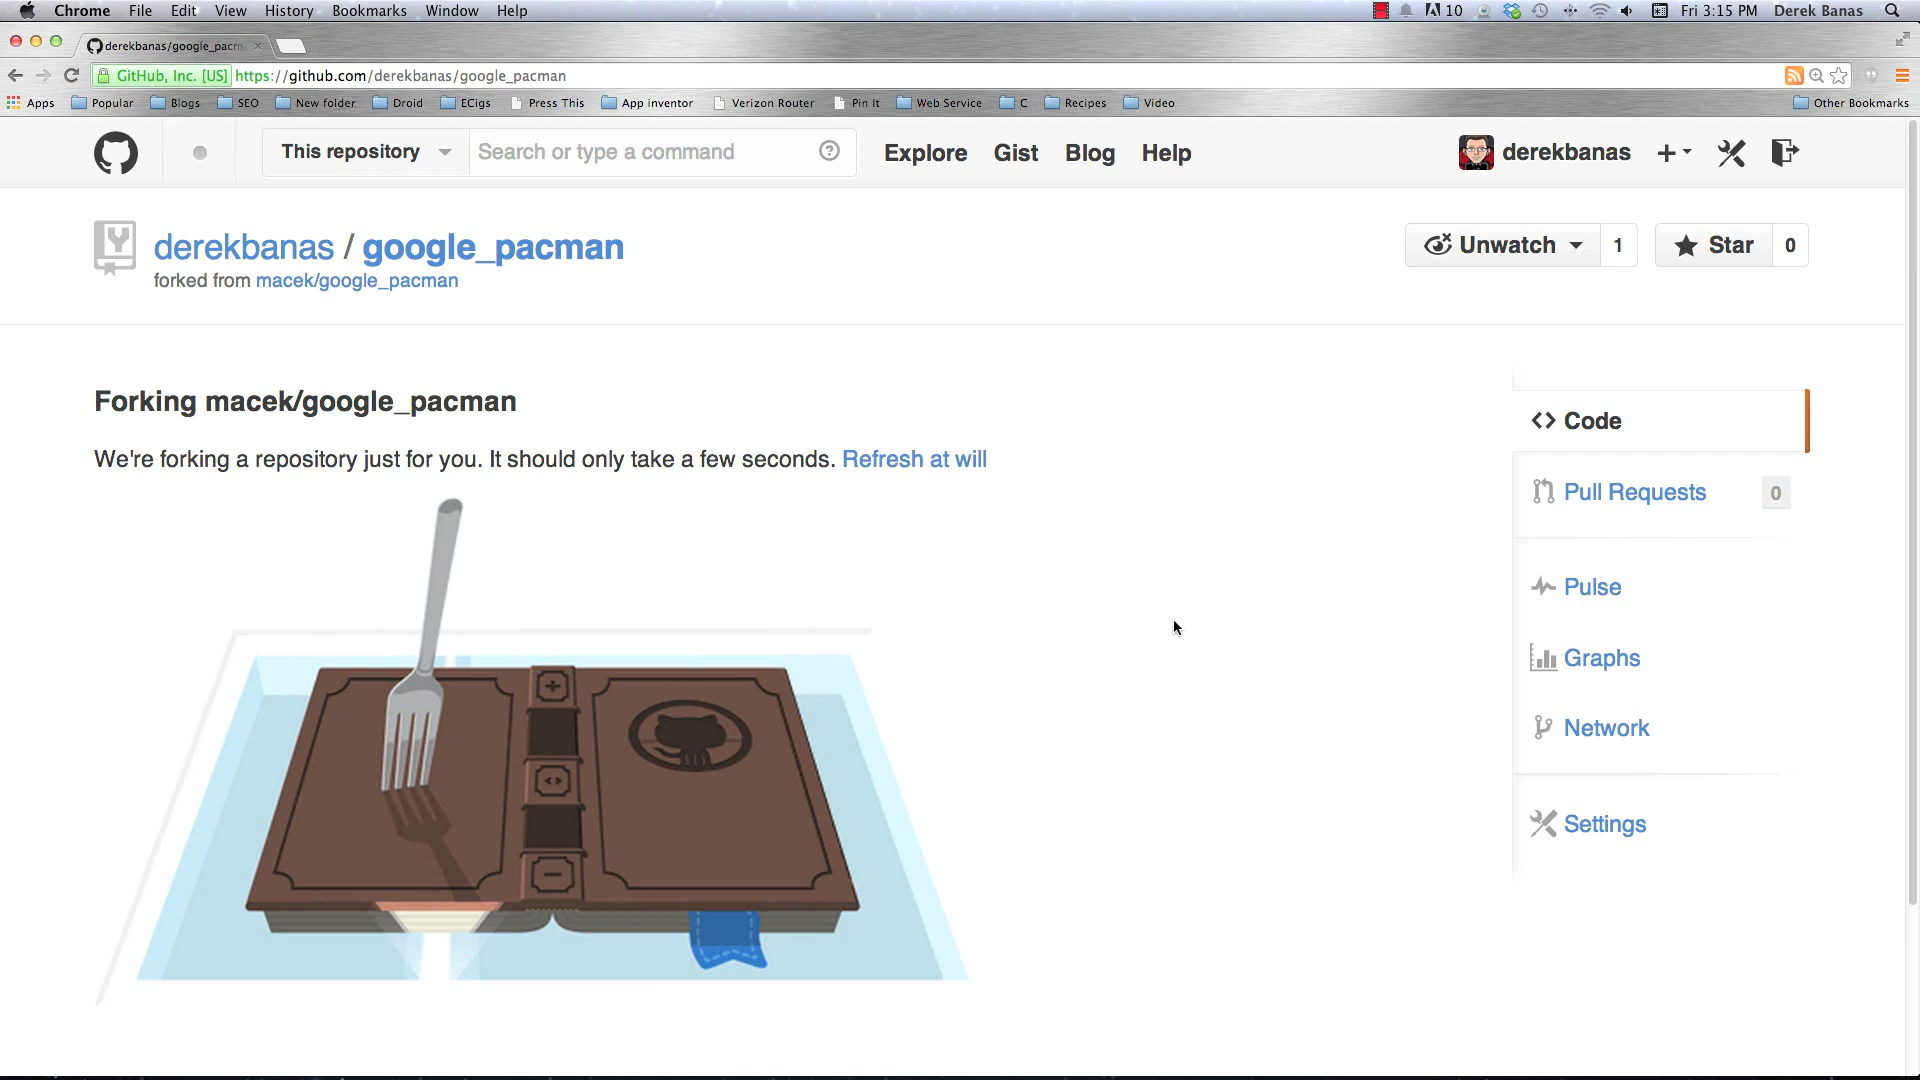 Chrome File Edit View History Bookmarks Window Help 10 Fri 3:15 PM Derek Banas
derekbanas/google_pacm
GitHub, Inc. [US] https://github.com/derekbanas/google_pacman
Apps Popular Blogs SEO New folder Droid ECigs Press This App inventor Verizon Router Pin It Web Service C Recipes Video Other Bookmarks
This repository Search or type a command Explore Gist Blog Help derekbanas
derekbanas / google_pacman Unwatch 1 Star 0
forked from macek/google_pacman
Forking macek/google_pacman
We're forking a repository just for you. It should only take a few seconds. Refresh at will
Code
Pull Requests 0
Pulse
Graphs
Network
Settings